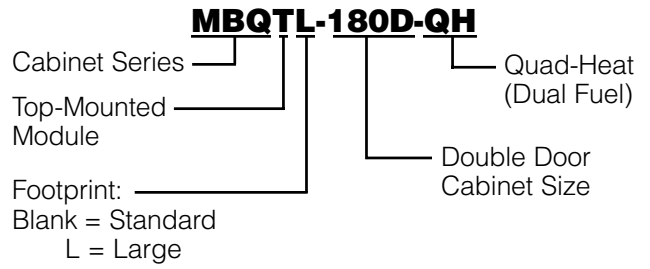 MBQTL-180D-QH
Cabinet Series
Top-Mounted
Module
Footprint:
Blank = Standard
L = Large
Quad-Heat
(Dual Fuel)
Double Door
Cabinet Size